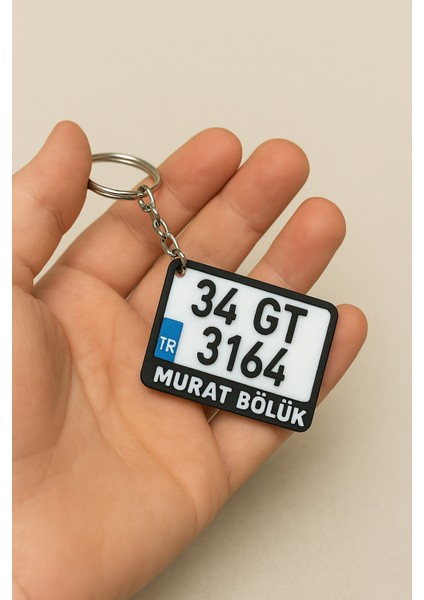 34 GT
TR 3164
MURAT BÖLÜK